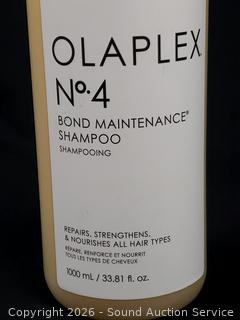 OLAPLEX®
Nº.4
BOND MAINTENANCE®
SHAMPOO
SHAMPOOING
REPAIRS, STRENGTHENS,
& NOURISHES ALL HAIR TYPES
RÉPARE, RENFORCE ET NOURRIT
TOUS LES TYPES DE CHEVEUX
1000 mL / 33.81 fl. oz.
Copyright 2026 - Sound Auction Service